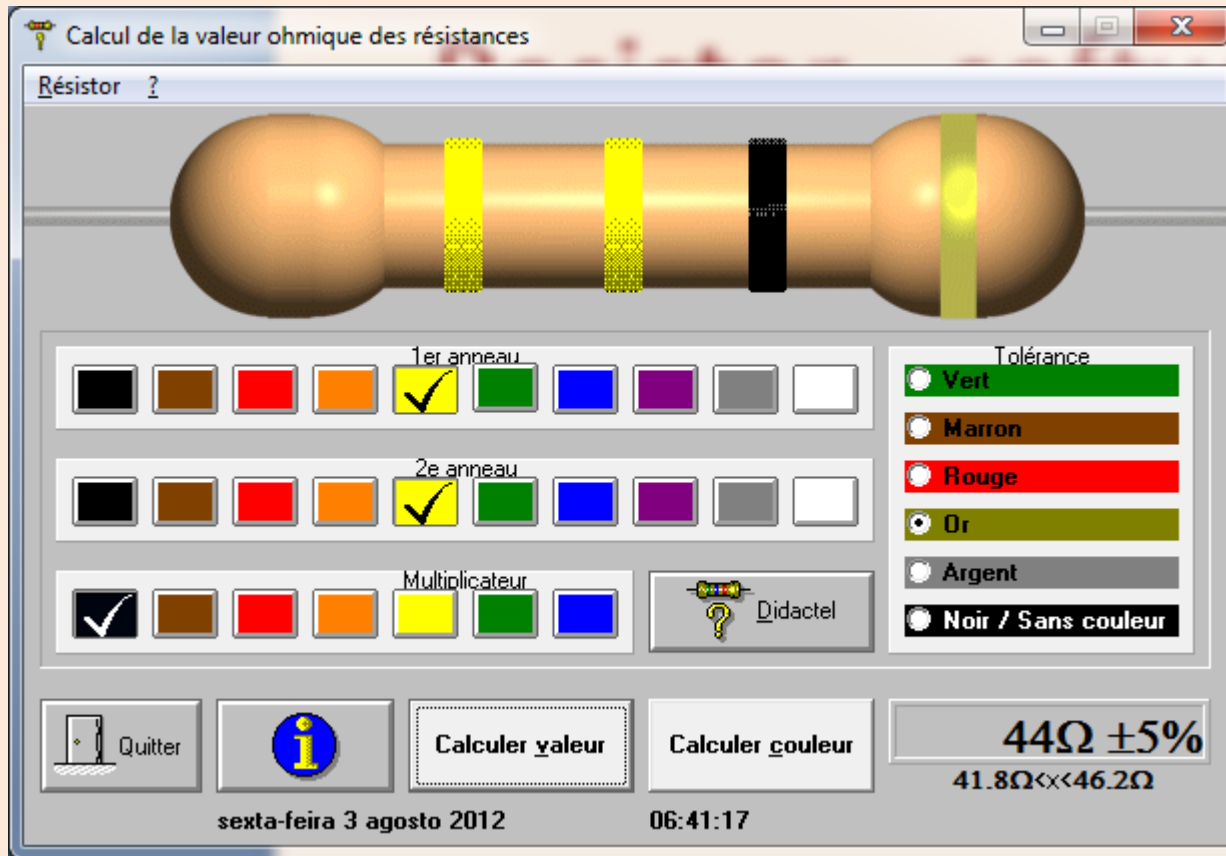 Calcul de la valeur ohmique des résistances
Résistor ?
1er anneau
Tolérance
Vert
Marron
Rouge
Or
Argent
Noir / Sans couleur
2e anneau
Multiplicateur
Didactel
Quitter
Calculer valeur
Calculer couleur
44Ω ±5%
41.8Ω<x<46.2Ω
sexta-feira 3 agosto 2012
06:41:17